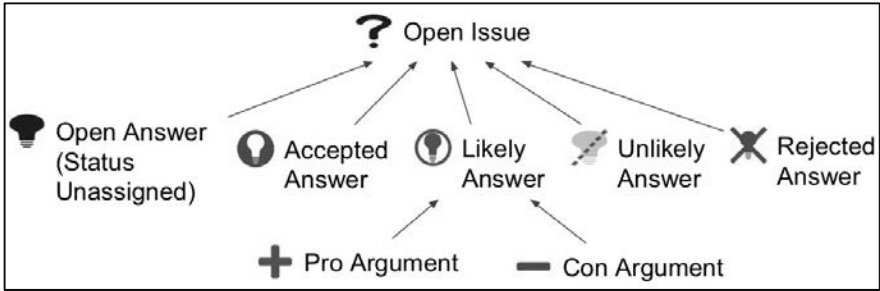 ? Open Issue
Open Answer
(Status
Unassigned)
Accepted
Answer
Likely
Answer
Unlikely
Answer
Rejected
Answer
Pro Argument
Con Argument